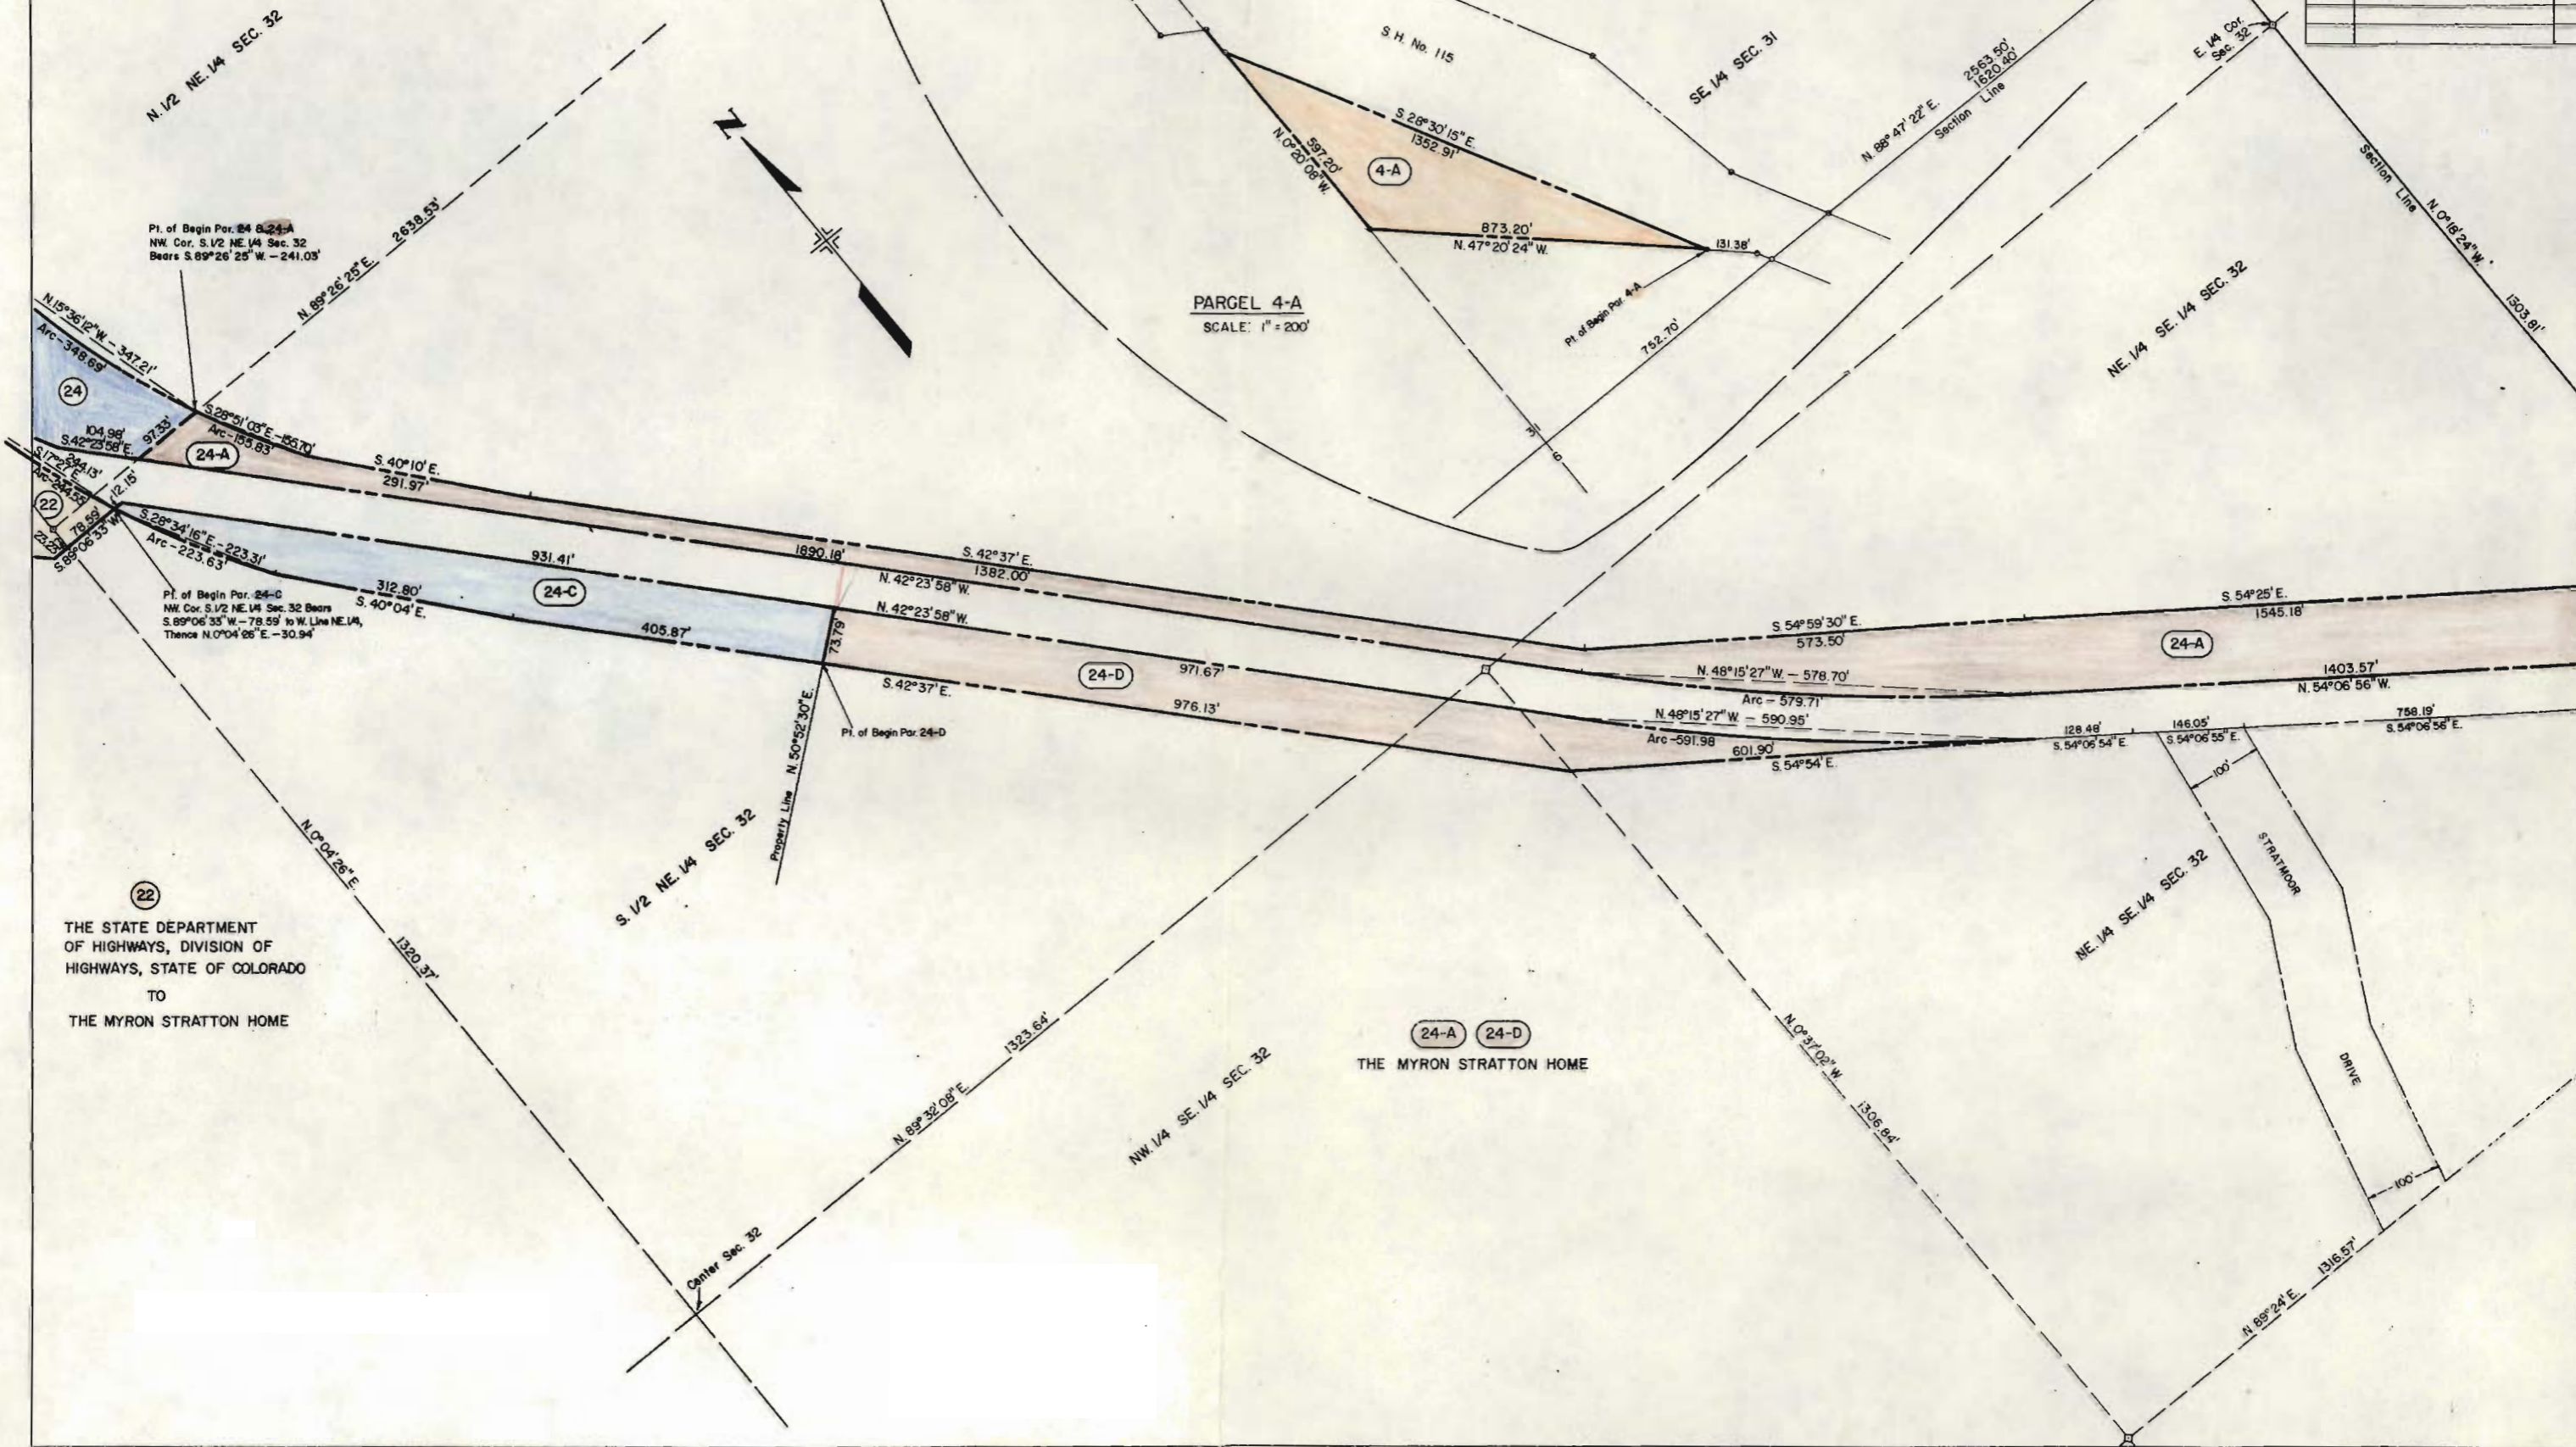 N. 1/2 NE. 1/4 SEC. 32
Pt. of Begin Par. 24 & 24-A
NW. Cor. S.1/2 NE.1/4 Sec. 32
Bears S.89°26'25"W. – 241.03'
N. 89°26'25"E.
2638.53'
N
S. H. No. 115
SE. 1/4 SEC. 31
S. 28°30'15"E.
1352.91'
597.20'
N.0°20'08"W.
4-A
873.20'
N. 47°20'24"W.
131.38'
Pt. of Begin Par. 4-A
PARCEL 4-A
SCALE: 1" = 200'
752.70'
31
6
N. 88°47'22"E.
2563.50'
1620.40'
Section Line
E. 1/4 Cor.
Sec. 32
Section Line
N. 0°18'24"W.
1303.81'
NE. 1/4 SE. 1/4 SEC. 32
N.15°36'12"W. – 347.21'
Arc – 348.69'
24
104.98'
S.42°23'58"E.
97.33'
S.28°51'03"E. – 155.70'
Arc – 155.83'
24-A
S. 40°10'E.
291.97'
244.13'
22
12.15'
78.59'
S.89°06'33"W.
S.28°34'16"E. – 223.31'
Arc – 223.63'
Pt. of Begin Par. 24-C
NW. Cor. S.1/2 NE.1/4 Sec. 32 Bears
S.89°06'33"W. – 78.59' to W. Line NE.1/4,
Thence N.0°04'26"E. – 30.94'
312.80'
S. 40°04'E.
931.41'
24-C
405.87'
1890.18'
N. 42°23'58"W.
S. 42°37'E.
1382.00'
N. 42°23'58"W.
73.79'
971.67'
24-D
S.42°37'E.
976.13'
Pt. of Begin Par. 24-D
Property Line N. 50°52'30"E.
S. 54°59'30"E.
573.50'
N. 48°15'27"W. – 578.70'
Arc – 579.71'
N. 48°15'27"W. – 590.95'
Arc – 591.98
601.90'
S. 54°54'E.
S. 54°25'E.
1545.18'
24-A
1403.57'
N. 54°06'56"W.
128.48'
S. 54°06'54"E.
146.05'
S.54°06'55"E.
758.19'
S. 54°06'56"E.
100'
STRATMOOR
DRIVE
100'
NE. 1/4 SE. 1/4 SEC. 32
N. 0°04'26"E.
1320.37'
S. 1/2 NE. 1/4 SEC. 32
22
THE STATE DEPARTMENT
OF HIGHWAYS, DIVISION OF
HIGHWAYS, STATE OF COLORADO
TO
THE MYRON STRATTON HOME
Center Sec. 32
N. 89°32'08"E.
1323.64'
NW. 1/4 SE. 1/4 SEC. 32
24-A 24-D
THE MYRON STRATTON HOME
N.0°37'02"W.
1306.84'
N 89°24'E.
1316.57'